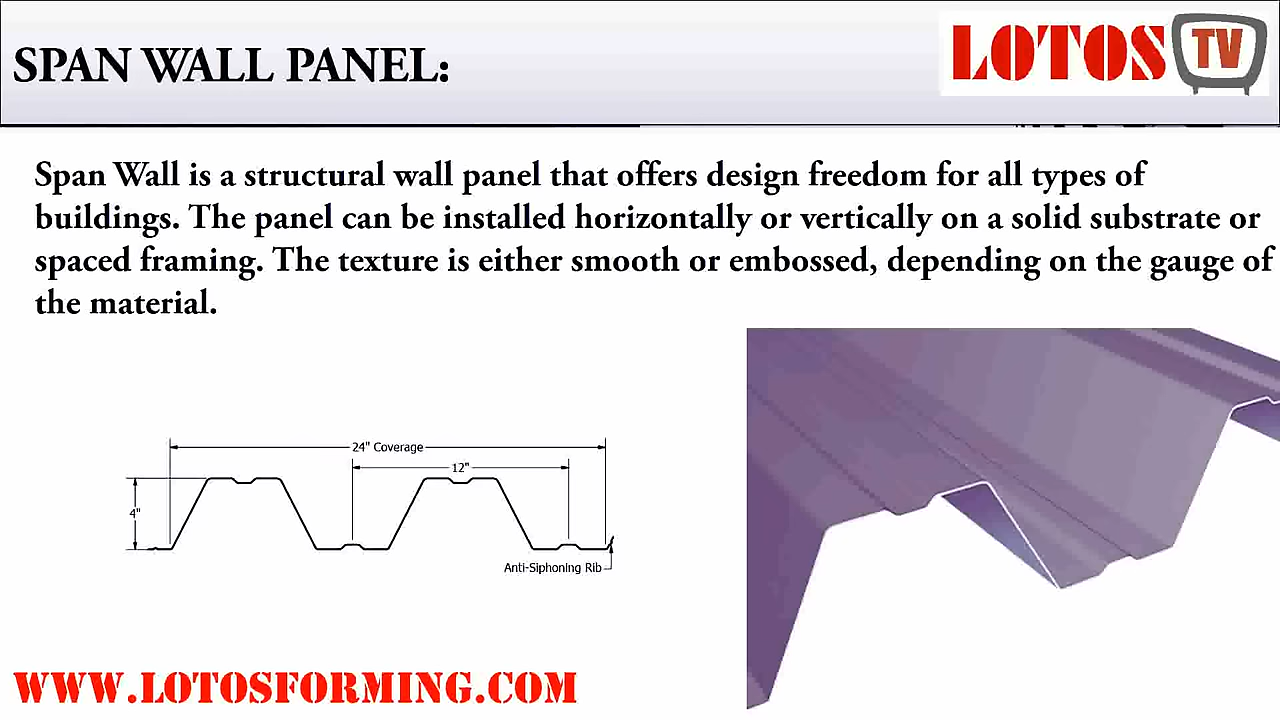 SPAN WALL PANEL:
LOTOS TV
Span Wall is a structural wall panel that offers design freedom for all types of
buildings. The panel can be installed horizontally or vertically on a solid substrate or
spaced framing. The texture is either smooth or embossed, depending on the gauge of
the material.
24" Coverage
12"
4"
Anti-Siphoning Rib
WWW.LOTOSFORMING.COM